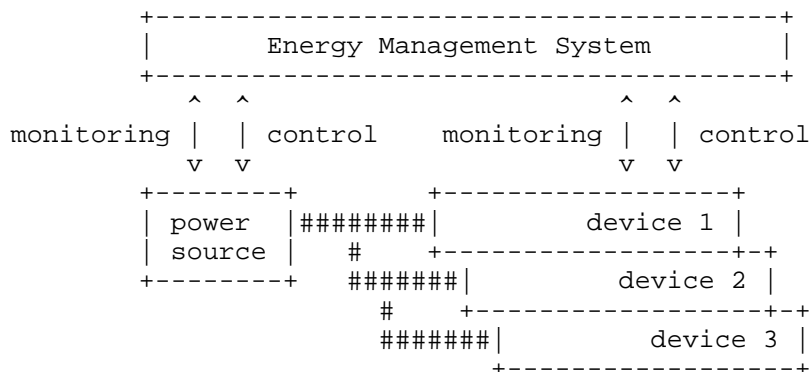 Energy Management System
monitoring | | control monitoring | | control
v v v v
| power |########| device 1 |
| source | # 
#######| device 2 |
#
#######| device 3 |